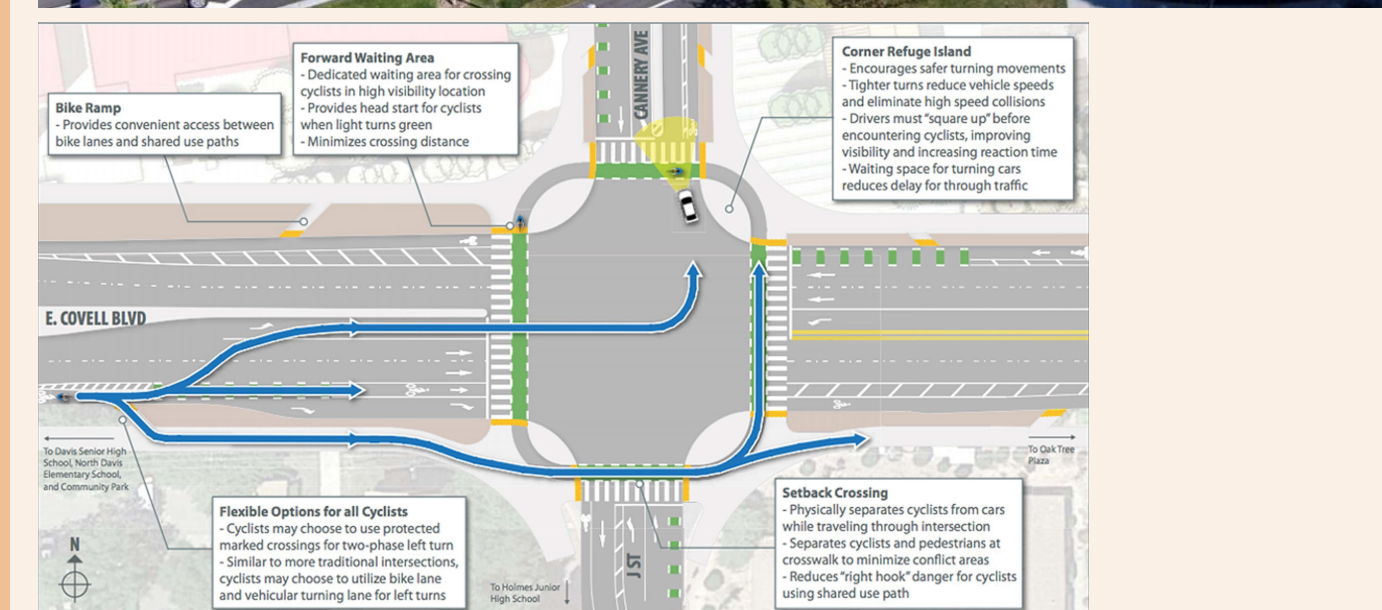 Forward Waiting Area
- Dedicated waiting area for crossing
cyclists in high visibility location
- Provides head start for cyclists
when light turns green
- Minimizes crossing distance
CANNERY AVE
Corner Refuge Island
- Encourages safer turning movements
- Tighter turns reduce vehicle speeds
and eliminate high speed collisions
- Drivers must "square up" before
encountering cyclists, improving
visibility and increasing reaction time
- Waiting space for turning cars
reduces delay for through traffic
Bike Ramp
- Provides convenient access between
bike lanes and shared use paths
E. COVELL BLVD
To Davis Senior High
School, North Davis
Elementary School,
and Community Park
To Oak Tree
Plaza
Flexible Options for all Cyclists
- Cyclists may choose to use protected
marked crossings for two-phase left turn
- Similar to more traditional intersections,
cyclists may choose to utilize bike lane
and vehicular turning lane for left turns
Setback Crossing
- Physically separates cyclists from cars
while traveling through intersection
- Separates cyclists and pedestrians at
crosswalk to minimize conflict areas
- Reduces "right hook" danger for cyclists
using shared use path
N
J ST
To Holmes Junior
High School